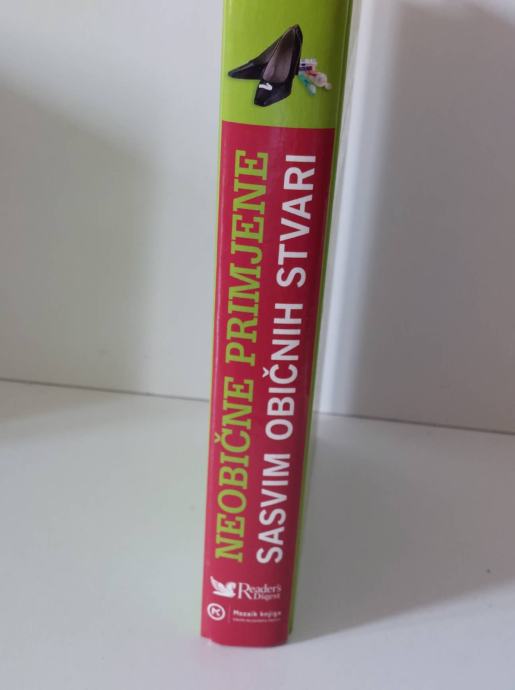 NEOBIČNE PRIMJENE
SASVIM OBIČNIH STVARI
Reader's
Digest
Mozaik knjiga